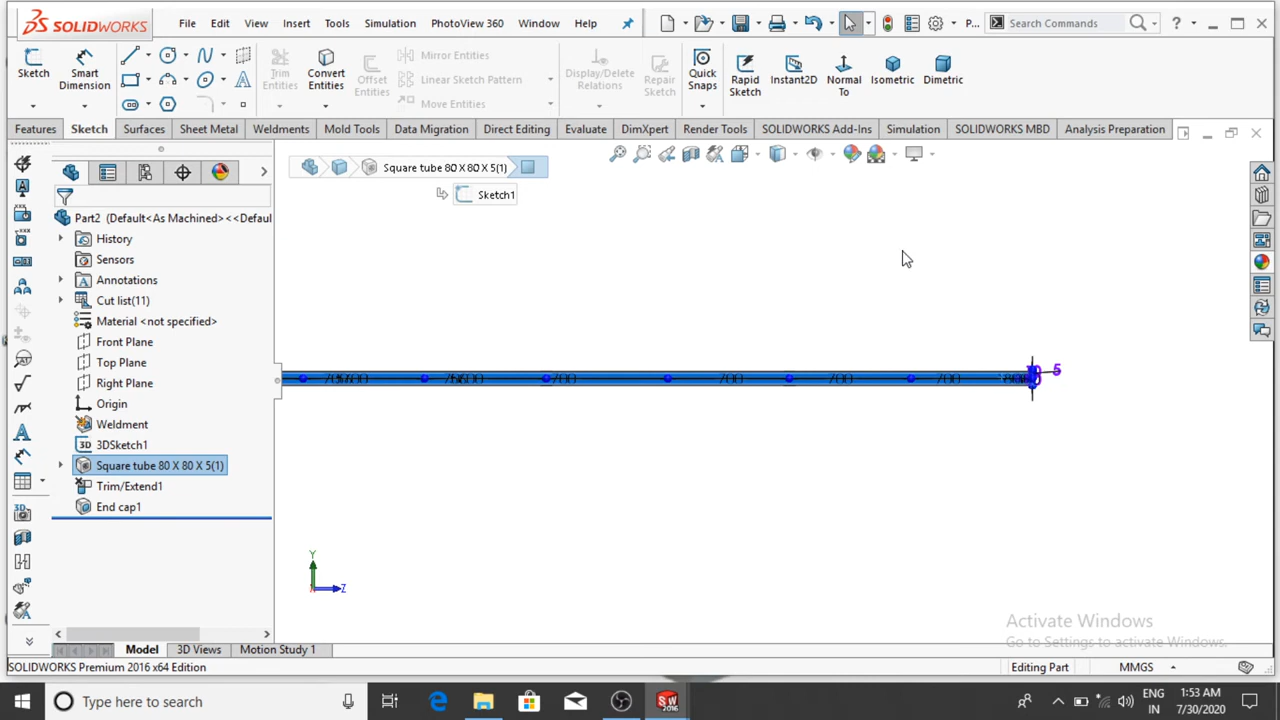 SOLIDWORKS File Edit View Insert Tools Simulation PhotoView 360 Window Help P... Search Commands
Sketch Smart Dimension Trim Entities Convert Entities Offset Entities Mirror Entities Linear Sketch Pattern Move Entities Display/Delete Relations Repair Sketch Quick Snaps Rapid Sketch Instant2D Normal To Isometric Dimetric
Features Sketch Surfaces Sheet Metal Weldments Mold Tools Data Migration Direct Editing Evaluate DimXpert Render Tools SOLIDWORKS Add-Ins Simulation SOLIDWORKS MBD Analysis Preparation
Square tube 80 X 80 X 5(1)
Sketch1
Part2 (Default<As Machined><<Defaul
History
Sensors
Annotations
Cut list(11)
Material <not specified>
Front Plane
Top Plane
Right Plane
Origin
Weldment
3D 3DSketch1
Square tube 80 X 80 X 5(1)
Trim/Extend1
End cap1
700 700 700 700 5
Y
Z
Activate Windows
Go to Settings to activate Windows.
Model 3D Views Motion Study 1
SOLIDWORKS Premium 2016 x64 Edition Editing Part MMGS
Type here to search
ENG 1:53 AM
IN 7/30/2020